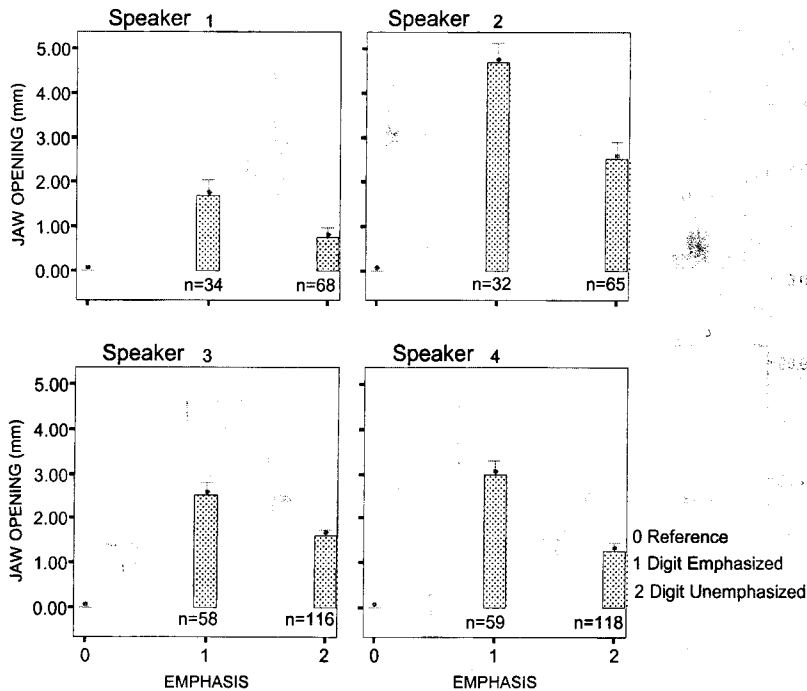 Speaker 1
Speaker 2
JAW OPENING (mm)
5.00
4.00
3.00
2.00
1.00
0.00
n=34
n=68
n=32
n=65
Speaker 3
Speaker 4
JAW OPENING (mm)
5.00
4.00
3.00
2.00
1.00
0.00
n=58
n=116
n=59
n=118
0 1 2
0 1 2
EMPHASIS
EMPHASIS
0 Reference
1 Digit Emphasized
2 Digit Unemphasized